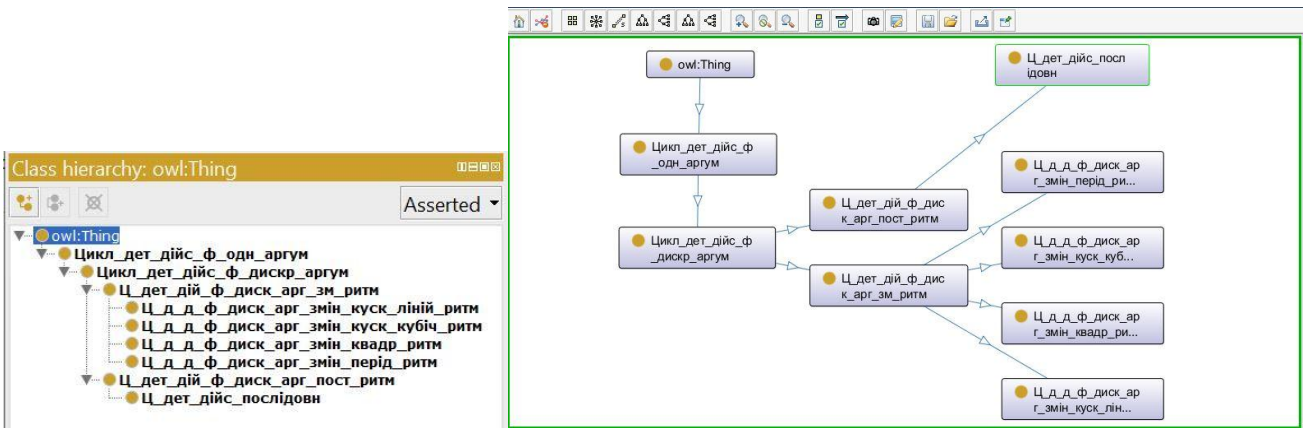 Class hierarchy: owl:Thing
Asserted
owl:Thing
Цикл_дет_дійс_ф_одн_аргум
Цикл_дет_дійс_ф_дискр_аргум
Ц_дет_дій_ф_диск_арг_зм_ритм
Ц_д_д_ф_диск_арг_змін_куск_ліній_ритм
Ц_д_д_ф_диск_арг_змін_куск_кубіч_ритм
Ц_д_д_ф_диск_арг_змін_квадр_ритм
Ц_д_д_ф_диск_арг_змін_перід_ритм
Ц_дет_дій_ф_диск_арг_пост_ритм
Ц_дет_дійс_послідовн
owl:Thing
Цикл_дет_дійс_ф
_одн_аргум
Цикл_дет_дійс_ф
_дискр_аргум
Ц_дет_дій_ф_дис
к_арг_пост_ритм
Ц_дет_дій_ф_дис
к_арг_зм_ритм
Ц_дет_дійс_посл
ідовн
Ц_д_д_ф_диск_ар
г_змін_перід_ри...
Ц_д_д_ф_диск_ар
г_змін_куск_куб...
Ц_д_д_ф_диск_ар
г_змін_квадр_ри...
Ц_д_д_ф_диск_ар
г_змін_куск_лін...